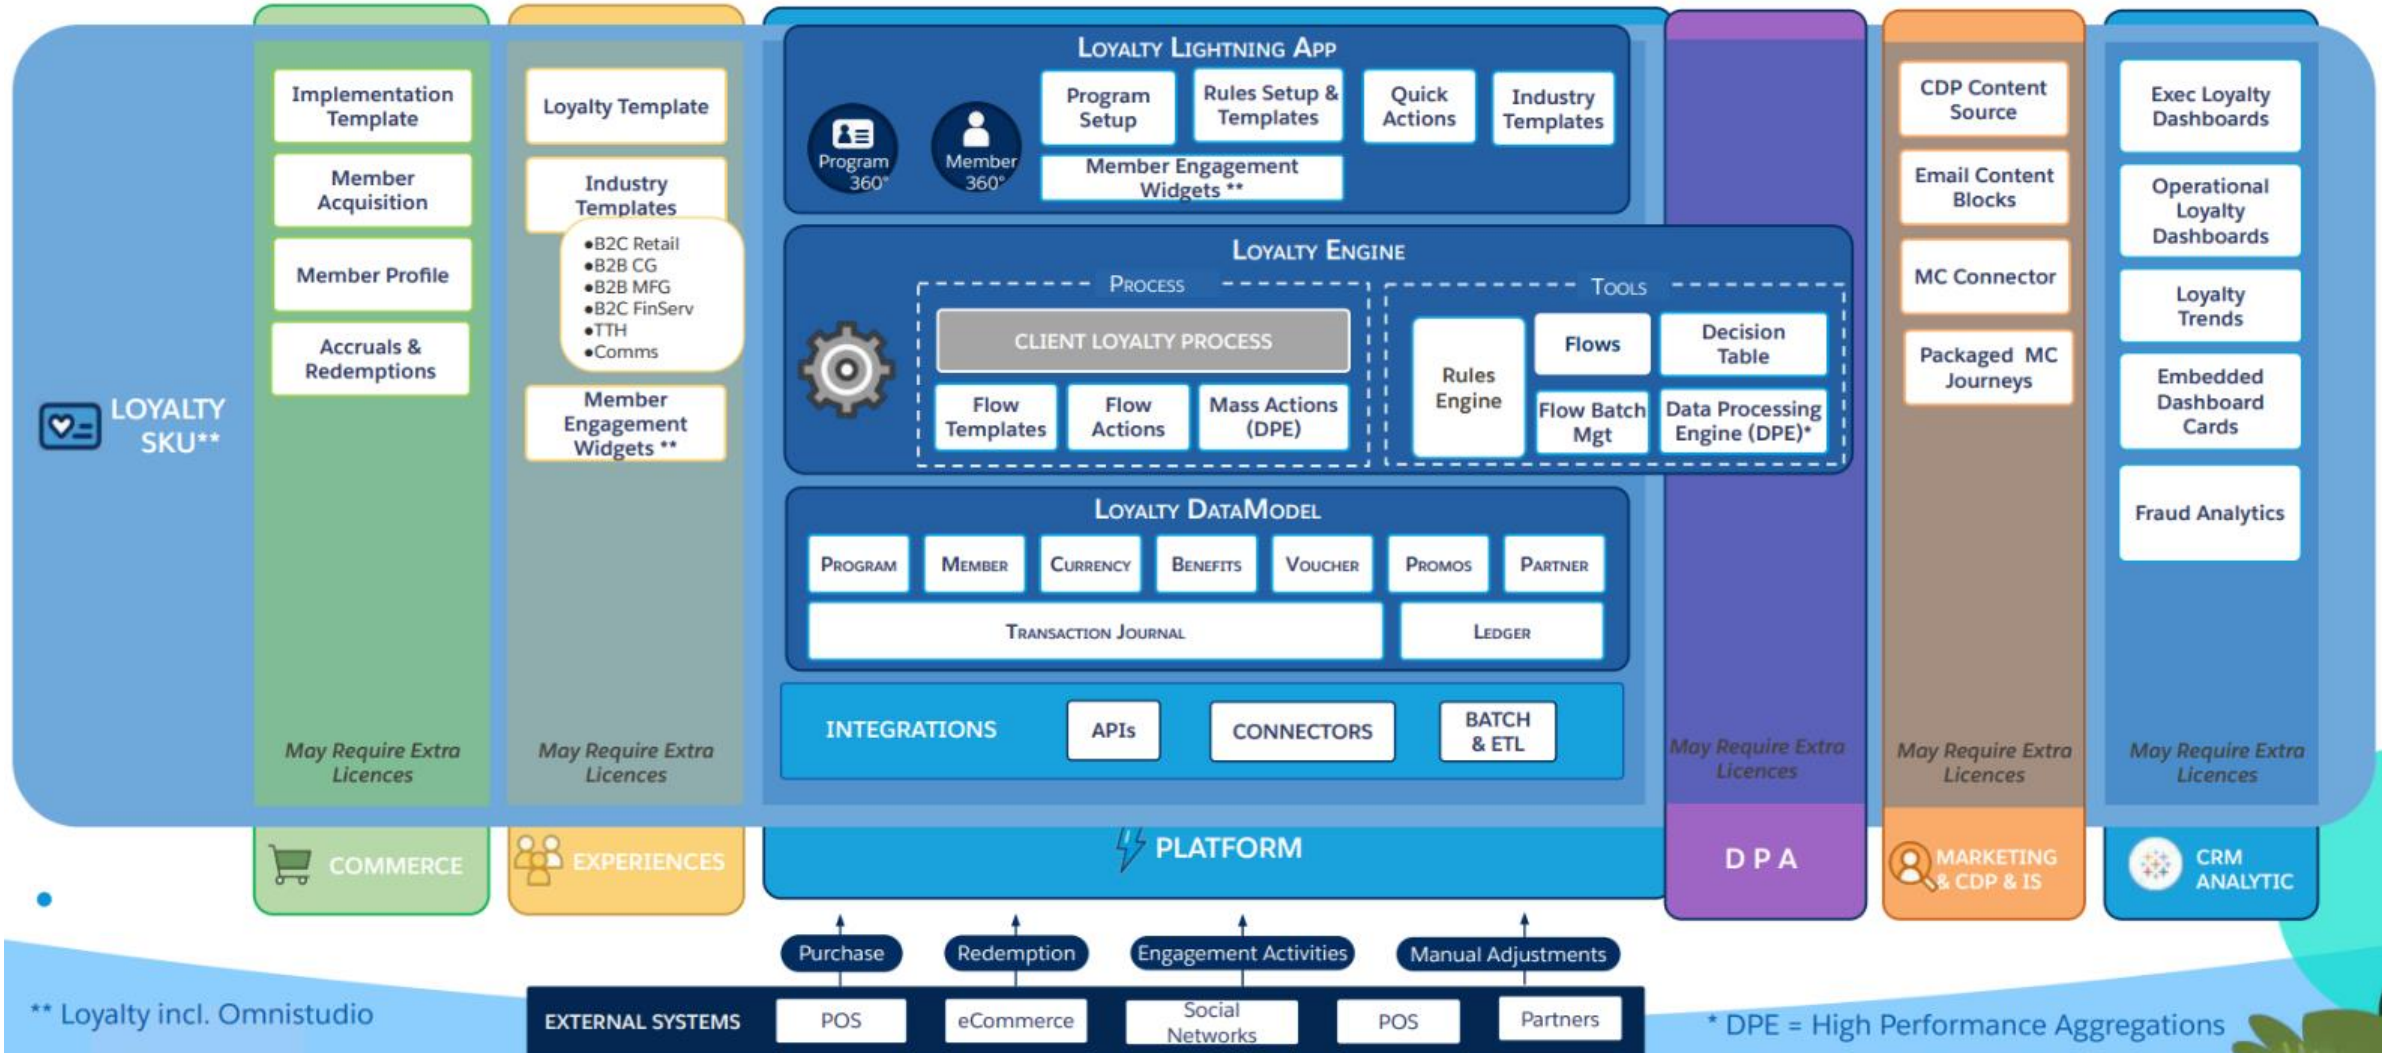 LOYALTY
SKU**
Implementation
Template
Member
Acquisition
Member Profile
Accruals &
Redemptions
May Require Extra
Licences
COMMERCE
Loyalty Template
Industry
Templates
●B2C Retail
●B2B CG
●B2B MFG
●B2C FinServ
●TTH
●Comms
Member
Engagement
Widgets **
May Require Extra
Licences
EXPERIENCES
LOYALTY LIGHTNING APP
Program
360°
Member
360°
Program
Setup
Rules Setup &
Templates
Quick
Actions
Industry
Templates
Member Engagement
Widgets **
LOYALTY ENGINE
PROCESS
CLIENT LOYALTY PROCESS
Flow
Templates
Flow
Actions
Mass Actions
(DPE)
TOOLS
Rules
Engine
Flows
Decision
Table
Flow Batch
Mgt
Data Processing
Engine (DPE)*
LOYALTY DATAMODEL
PROGRAM
MEMBER
CURRENCY
BENEFITS
VOUCHER
PROMOS
PARTNER
TRANSACTION JOURNAL
LEDGER
INTEGRATIONS
APIs
CONNECTORS
BATCH
& ETL
PLATFORM
May Require Extra
Licences
DPA
CDP Content
Source
Email Content
Blocks
MC Connector
Packaged MC
Journeys
May Require Extra
Licences
MARKETING
& CDP & IS
Exec Loyalty
Dashboards
Operational
Loyalty
Dashboards
Loyalty
Trends
Embedded
Dashboard
Cards
Fraud Analytics
May Require Extra
Licences
CRM
ANALYTIC
Purchase
Redemption
Engagement Activities
Manual Adjustments
EXTERNAL SYSTEMS
POS
eCommerce
Social
Networks
POS
Partners
** Loyalty incl. Omnistudio
* DPE = High Performance Aggregations